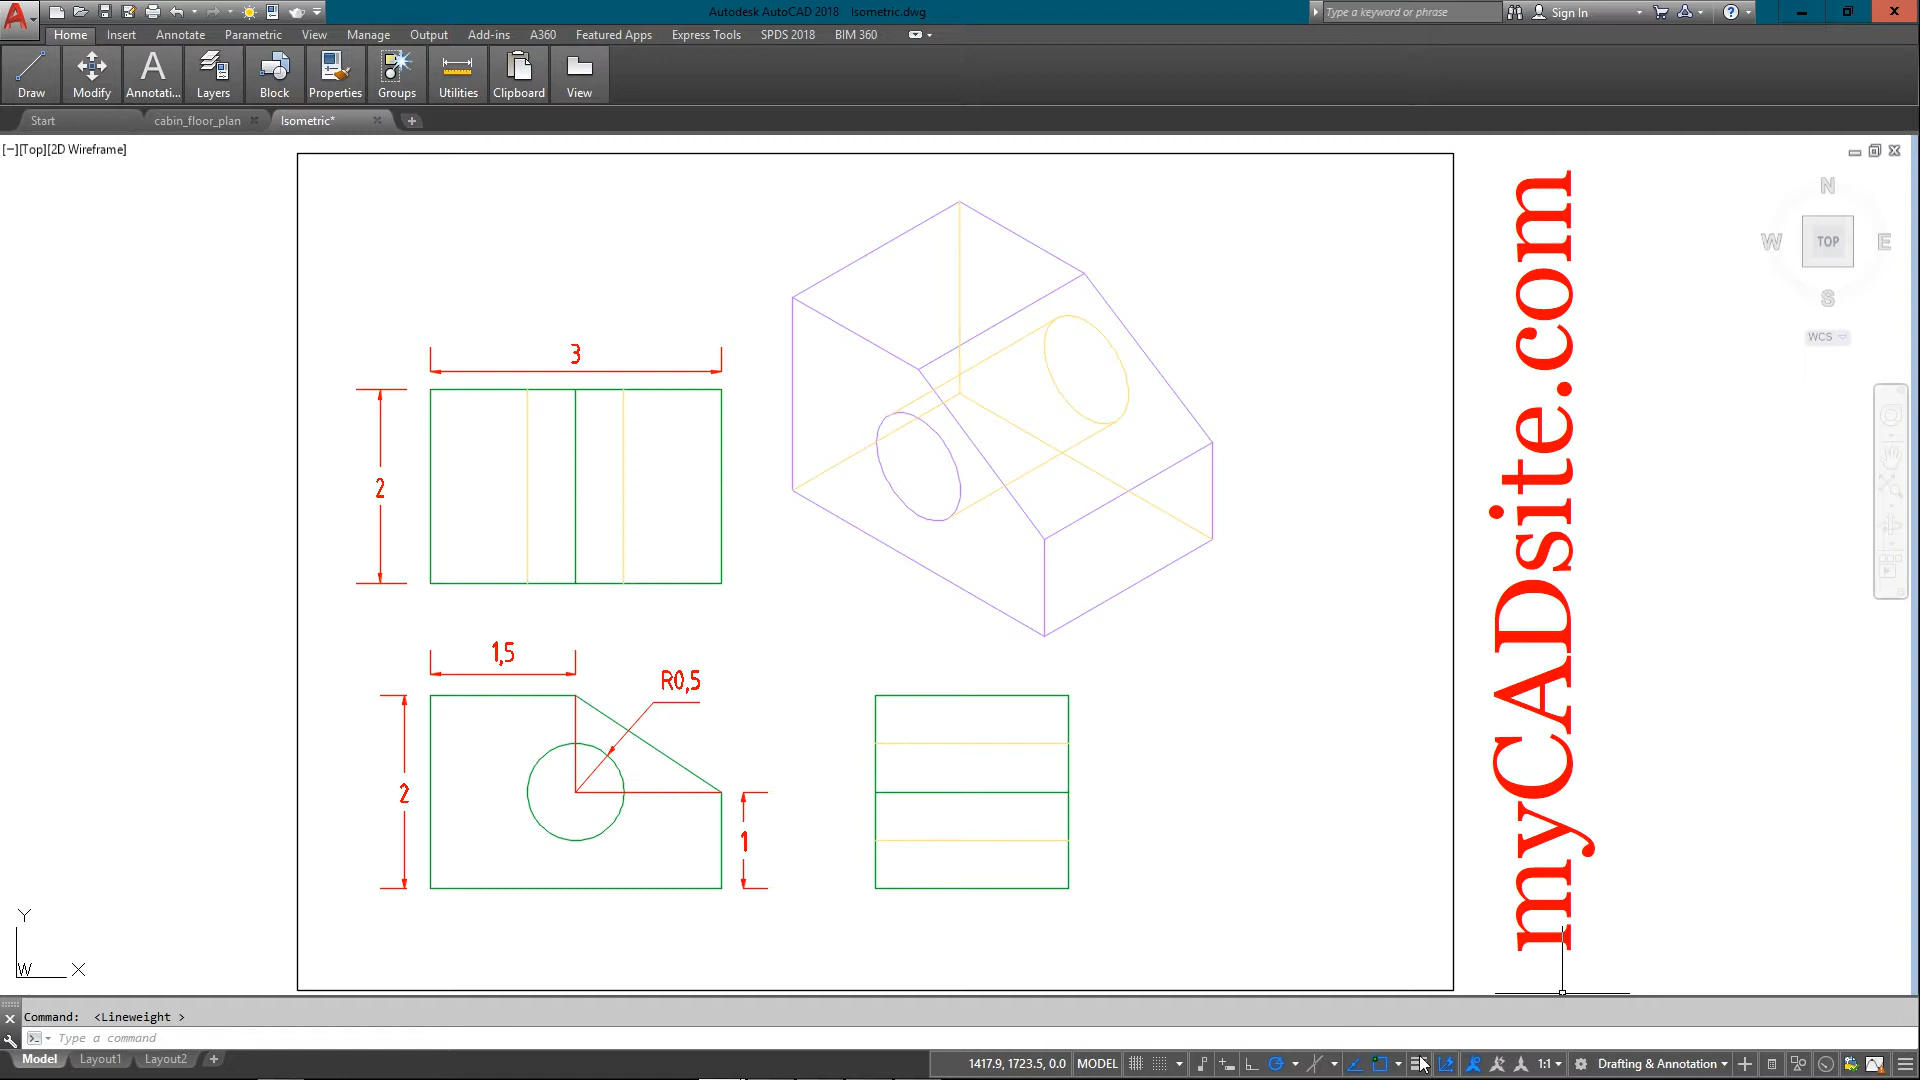 Autodesk AutoCAD 2018 Isometric.dwg
Type a keyword or phrase
Sign In
Home Insert Annotate Parametric View Manage Output Add-ins A360 Featured Apps Express Tools SPDS 2018 BIM 360
Draw Modify Annotati... Layers Block Properties Groups Utilities Clipboard View
Start cabin_floor_plan Isometric*
[−][Top][2D Wireframe]
N
W TOP E
S
WCS
3
2
1,5
R0,5
2
1
myCADsite.com
Y
W X
Command: <Lineweight >
Type a command
Model Layout1 Layout2
1417.9, 1723.5, 0.0 MODEL 1:1 Drafting & Annotation